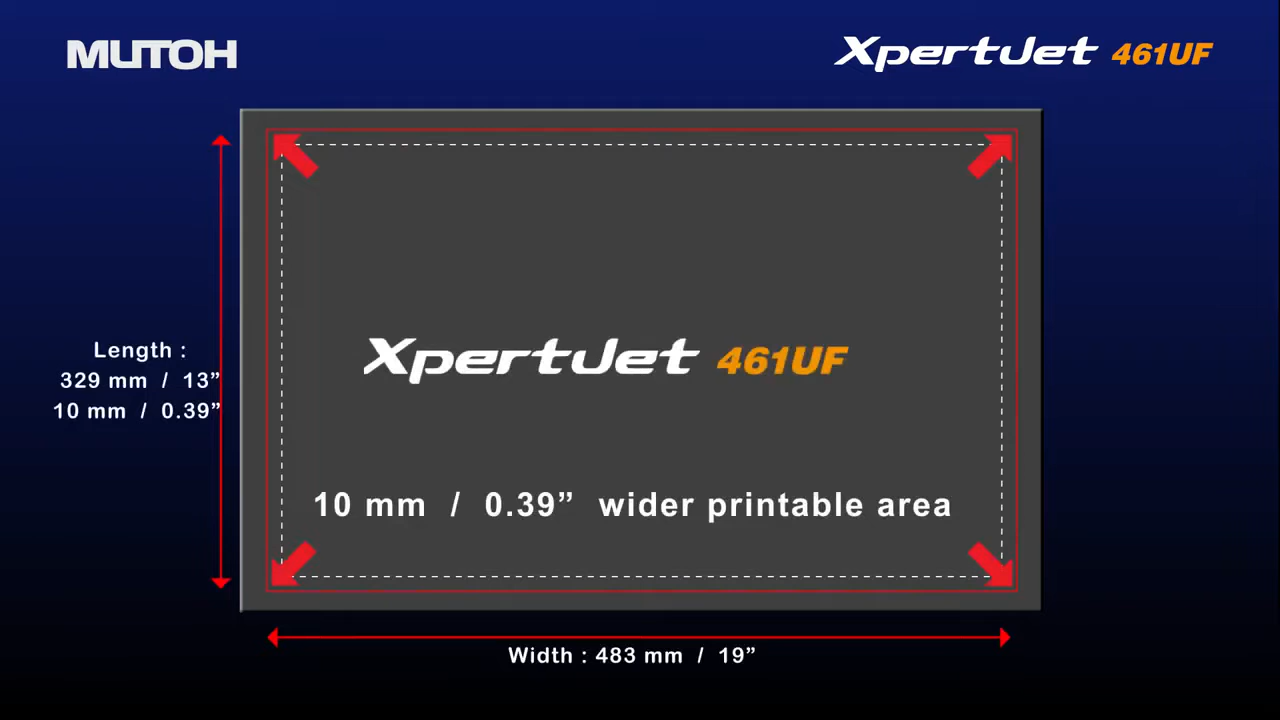 MUTOH
XpertJet 461UF
Length :
329 mm / 13”
10 mm / 0.39”
XpertJet 461UF
10 mm / 0.39” wider printable area
Width : 483 mm / 19”